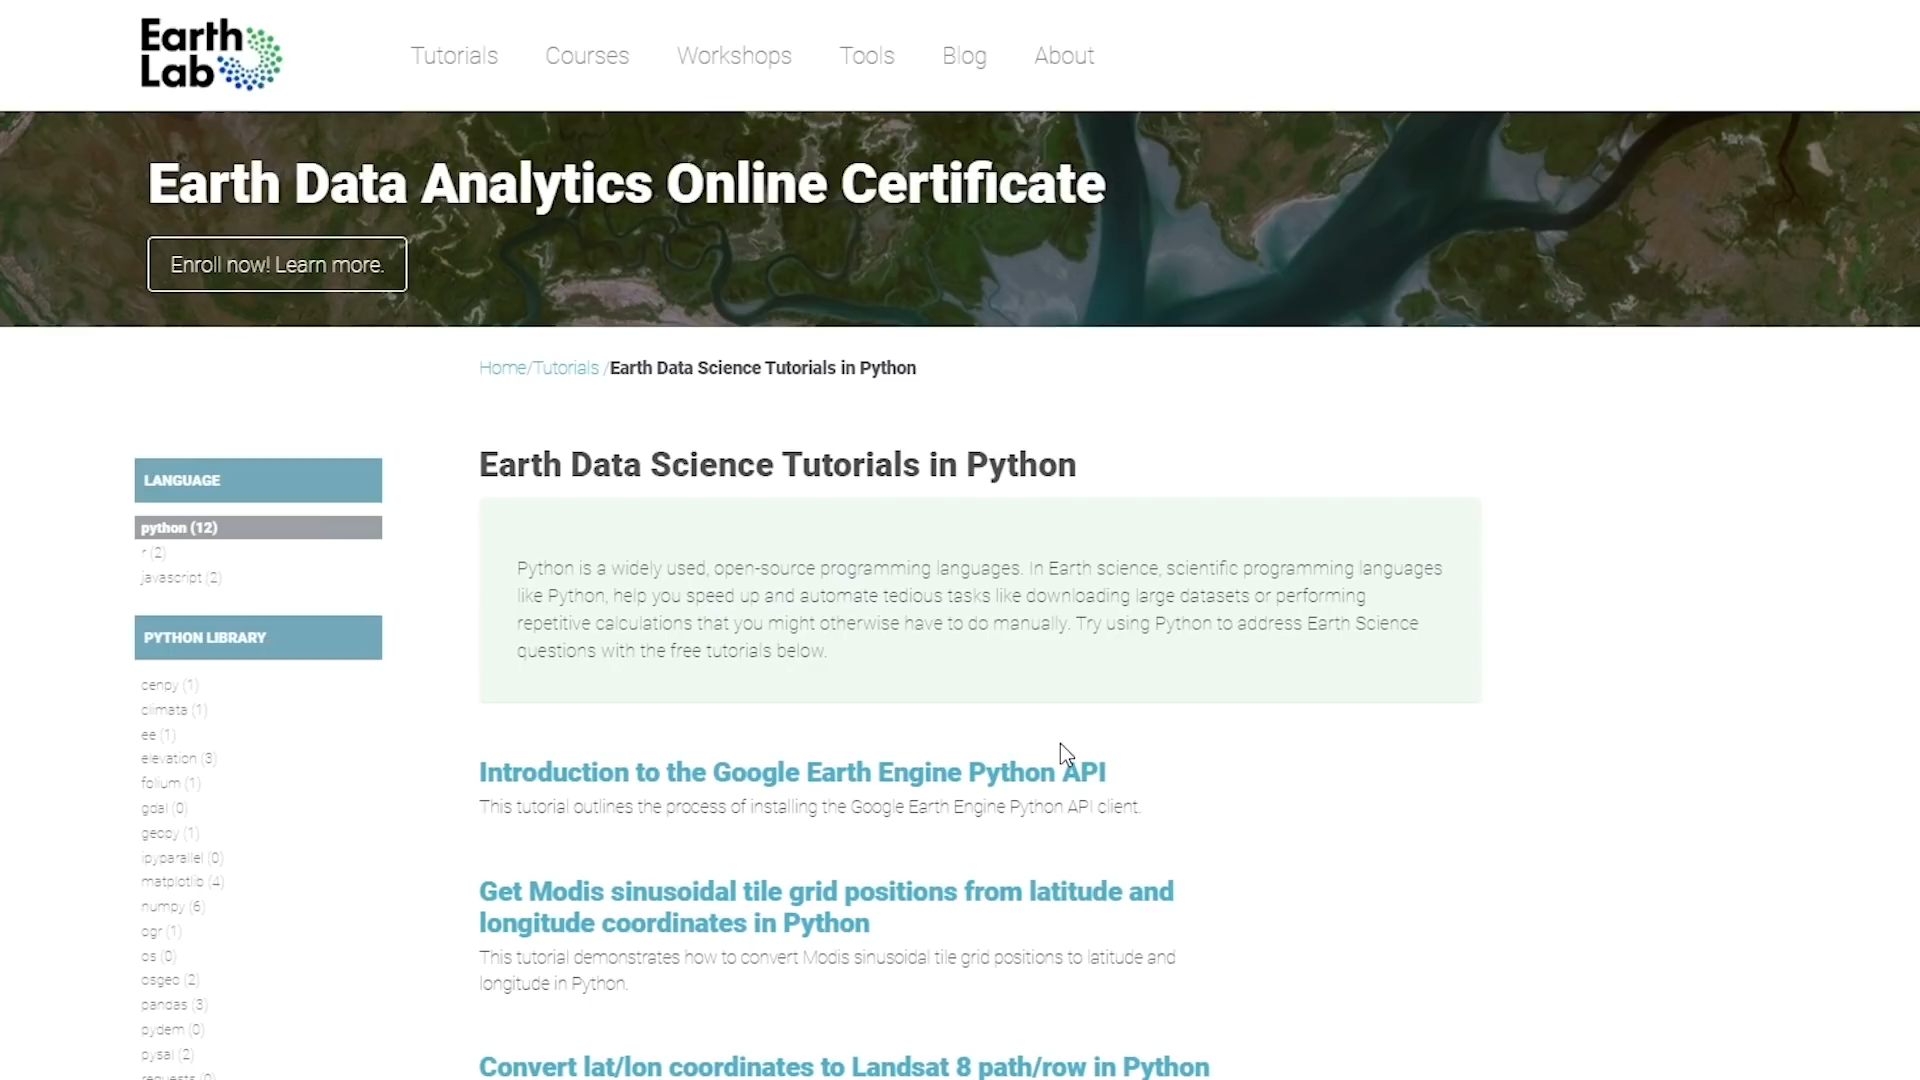 Earth
Lab
Tutorials
Courses
Workshops
Tools
Blog
About
Earth Data Analytics Online Certificate
Enroll now! Learn more.
Home/Tutorials /Earth Data Science Tutorials in Python
LANGUAGE
python (12)
r (2)
javascript (2)
PYTHON LIBRARY
cenpy (1)
climata (1)
ee (1)
elevation (3)
folium (1)
gdal (0)
geopy (1)
ipyparallel (0)
matplotlib (4)
numpy (6)
ogr (1)
os (0)
osgeo (2)
pandas (3)
pydem (0)
pysal (2)
requests (0)
Earth Data Science Tutorials in Python
Python is a widely used, open-source programming languages. In Earth science, scientific programming languages
like Python, help you speed up and automate tedious tasks like downloading large datasets or performing
repetitive calculations that you might otherwise have to do manually. Try using Python to address Earth Science
questions with the free tutorials below.
Introduction to the Google Earth Engine Python API
This tutorial outlines the process of installing the Google Earth Engine Python API client.
Get Modis sinusoidal tile grid positions from latitude and
longitude coordinates in Python
This tutorial demonstrates how to convert Modis sinusoidal tile grid positions to latitude and
longitude in Python.
Convert lat/lon coordinates to Landsat 8 path/row in Python